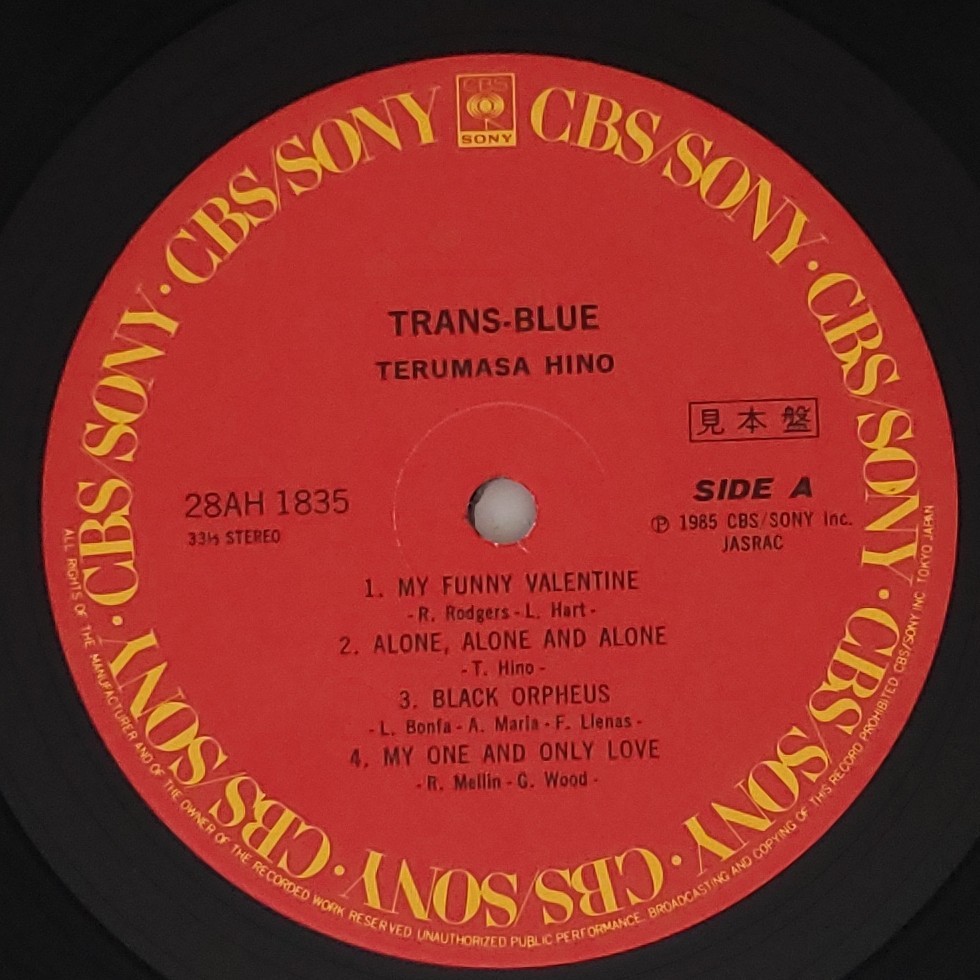 CBS
SONY
CBS/SONY · CBS/SONY · CBS/SONY · CBS/SONY · CBS/SONY · CBS/SONY · CBS/SONY · CBS/SONY
TRANS-BLUE
TERUMASA HINO
見本盤
28AH 1835
33⅓ STEREO
SIDE A
Ⓟ 1985 CBS/SONY Inc.
JASRAC
1. MY FUNNY VALENTINE
- R. Rodgers - L. Hart -
2. ALONE, ALONE AND ALONE
- T. Hino -
3. BLACK ORPHEUS
- L. Bonfa - A. Maria - F. Llenas -
4. MY ONE AND ONLY LOVE
- R. Mellin - G. Wood -
ALL RIGHTS OF THE MANUFACTURER AND OF THE OWNER OF THE RECORDED WORK RESERVED UNAUTHORIZED PUBLIC PERFORMANCE. BROADCASTING AND COPYING OF THIS RECORD PROHIBITED CBS/SONY INC TOKYO JAPAN